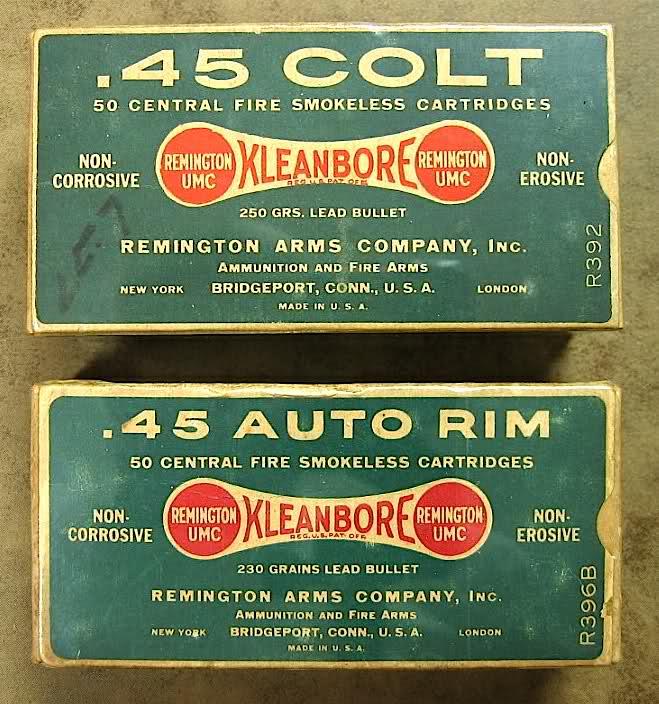 .45 COLT
50 CENTRAL FIRE SMOKELESS CARTRIDGES
NON-
CORROSIVE
REMINGTON
UMC
KLEANBORE
REG. U.S. PAT. OFF.
REMINGTON
UMC
NON-
EROSIVE
250 GRS. LEAD BULLET
REMINGTON ARMS COMPANY, INC.
AMMUNITION AND FIRE ARMS
NEW YORK BRIDGEPORT, CONN., U. S. A. LONDON
MADE IN U. S. A.
R392
.45 AUTO RIM
50 CENTRAL FIRE SMOKELESS CARTRIDGES
NON-
CORROSIVE
REMINGTON
UMC
KLEANBORE
REG. U.S. PAT. OFF.
REMINGTON
UMC
NON-
EROSIVE
230 GRAINS LEAD BULLET
REMINGTON ARMS COMPANY, INC.
AMMUNITION AND FIRE ARMS
NEW YORK BRIDGEPORT, CONN., U. S. A. LONDON
MADE IN U. S. A.
R396B